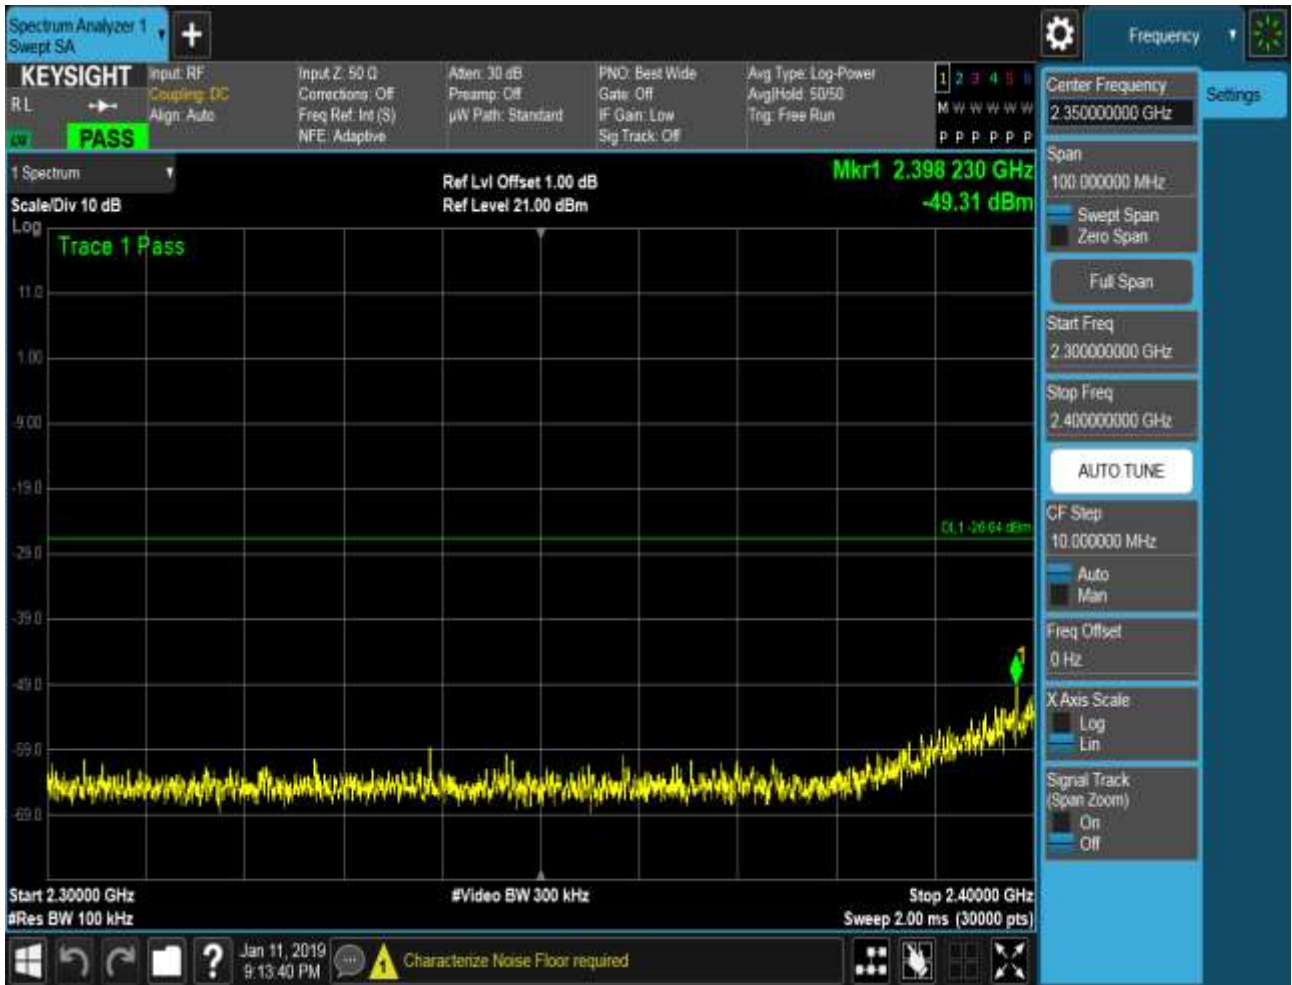 Spectrum Analyzer 1
Swept SA
Frequency
KEYSIGHT
R L
PASS
Input: RF
Coupling: DC
Align: Auto
Input Z: 50 Ω
Corrections: Off
Freq Ref: Int (S)
NFE: Adaptive
Atten: 30 dB
Preamp: Off
µW Path: Standard
PNO: Best Wide
Gate: Off
IF Gain: Low
Sig Track: Off
Avg Type: Log-Power
Avg|Hold: 50/50
Trig: Free Run
1 2 3 4 5 6
M W W W W W
P P P P P P
1 Spectrum
Scale/Div 10 dB
Log
Ref Lvl Offset 1.00 dB
Ref Level 21.00 dBm
Mkr1 2.398 230 GHz
-49.31 dBm
Trace 1 Pass
11.0
1.00
-9.00
-19.0
DL1 -26.64 dBm
-29.0
-39.0
1
-49.0
-59.0
-69.0
Start 2.30000 GHz
#Res BW 100 kHz
#Video BW 300 kHz
Stop 2.40000 GHz
Sweep 2.00 ms (30000 pts)
Center Frequency
2.350000000 GHz
Settings
Span
100.000000 MHz
Swept Span
Zero Span
Full Span
Start Freq
2.300000000 GHz
Stop Freq
2.400000000 GHz
AUTO TUNE
CF Step
10.000000 MHz
Auto
Man
Freq Offset
0 Hz
X Axis Scale
Log
Lin
Signal Track
(Span Zoom)
On
Off
?
Jan 11, 2019
9:13:40 PM
1
Characterize Noise Floor required